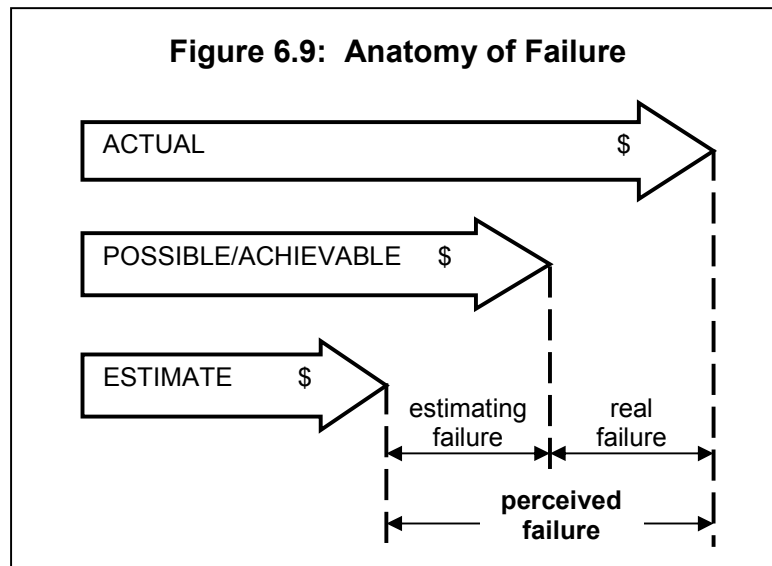 Figure 6.9: Anatomy of Failure
ACTUAL $
POSSIBLE/ACHIEVABLE $
ESTIMATE $
estimating
failure
real
failure
perceived
failure